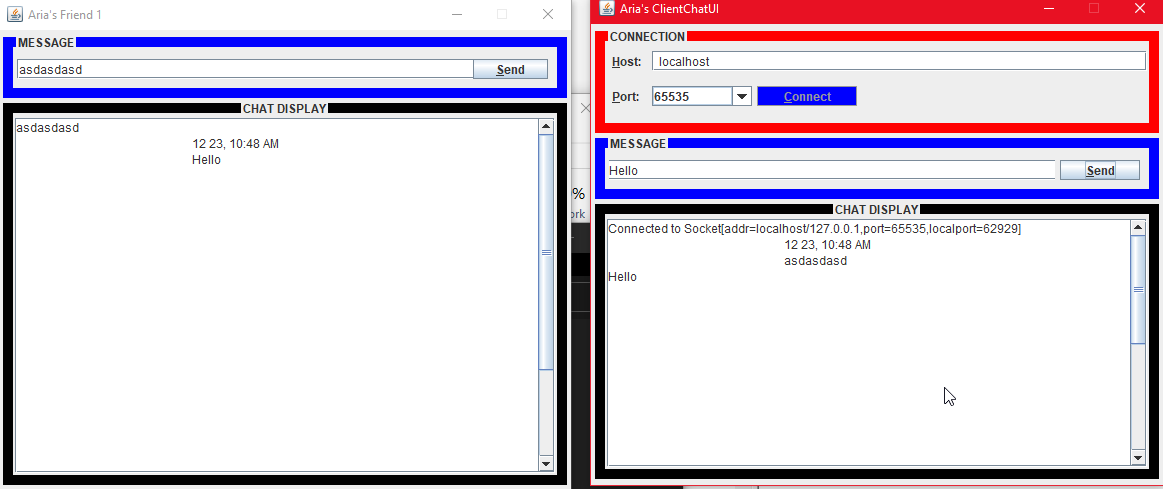 Aria's Friend 1
MESSAGE
asdasdasd
Send
CHAT DISPLAY
asdasdasd
12 23, 10:48 AM
Hello
%
ork
Aria's ClientChatUI
CONNECTION
Host:
localhost
Port:
65535
Connect
MESSAGE
Hello
Send
CHAT DISPLAY
Connected to Socket[addr=localhost/127.0.0.1,port=65535,localport=62929]
12 23, 10:48 AM
asdasdasd
Hello